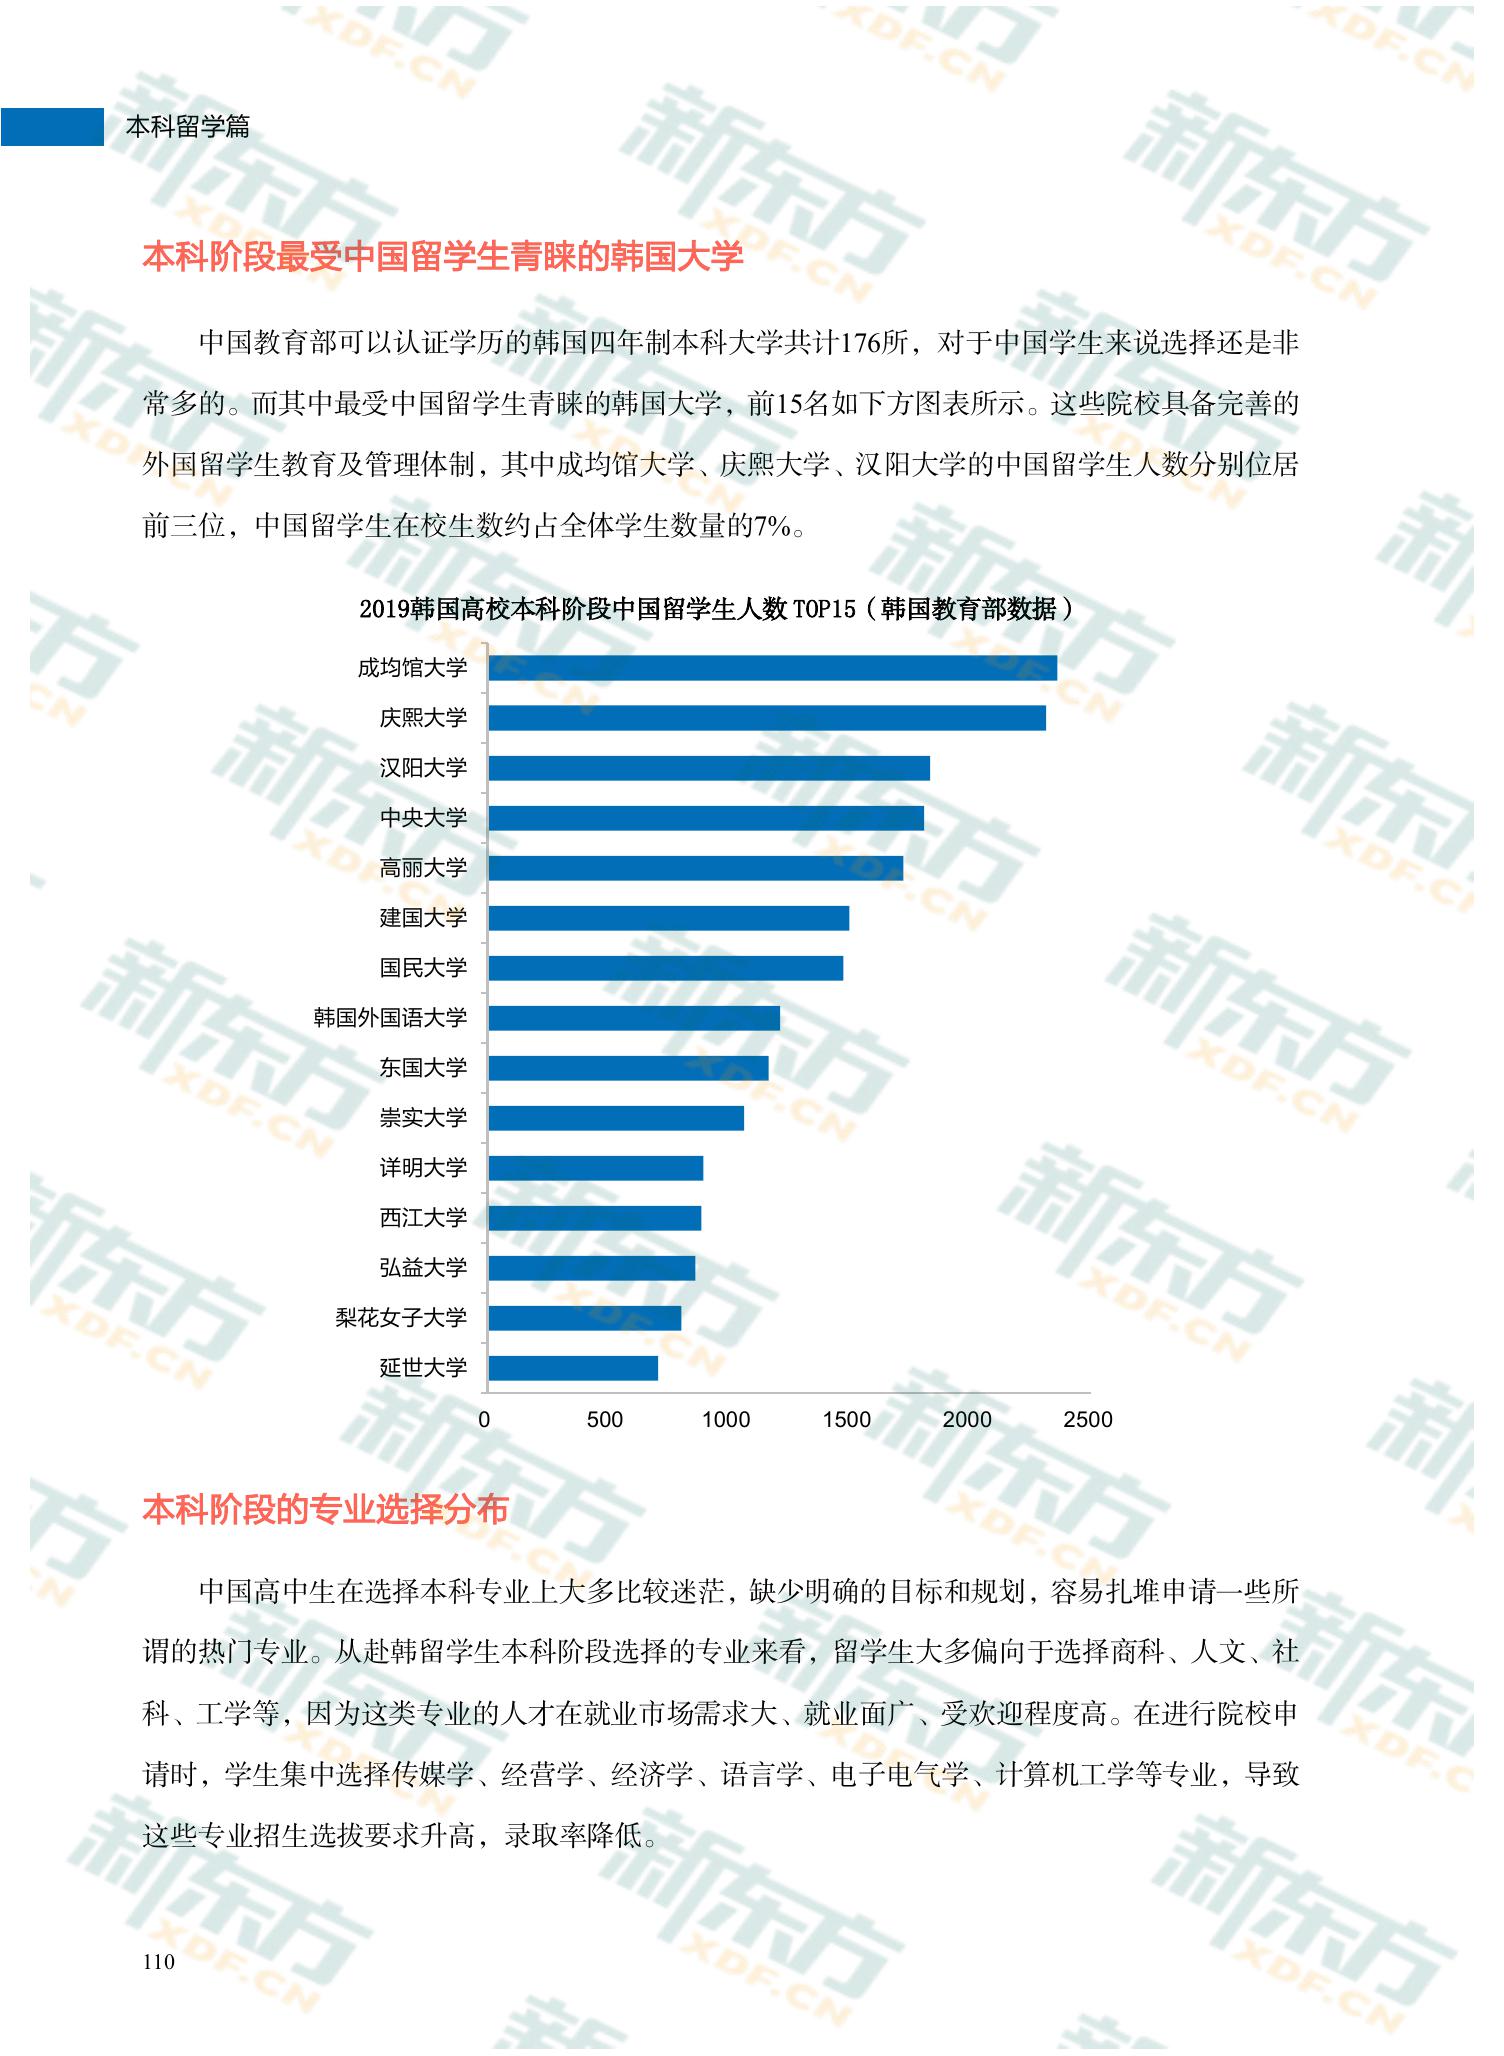 本科留学篇
本科阶段最受中国留学生青睐的韩国大学
中国教育部可以认证学历的韩国四年制本科大学共计176所，对于中国学生来说选择还是非
常多的。而其中最受中国留学生青睐的韩国大学，前15名如下方图表所示。这些院校具备完善的
外国留学生教育及管理体制，其中成均馆大学、庆熙大学、汉阳大学的中国留学生人数分别位居
前三位，中国留学生在校生数约占全体学生数量的7%。
2019韩国高校本科阶段中国留学生人数 TOP15（韩国教育部数据）
成均馆大学
庆熙大学
汉阳大学
中央大学
高丽大学
建国大学
国民大学
韩国外国语大学
东国大学
崇实大学
详明大学
西江大学
弘益大学
梨花女子大学
延世大学
0 500 1000 1500 2000 2500
本科阶段的专业选择分布
中国高中生在选择本科专业上大多比较迷茫，缺少明确的目标和规划，容易扎堆申请一些所
谓的热门专业。从赴韩留学生本科阶段选择的专业来看，留学生大多偏向于选择商科、人文、社
科、工学等，因为这类专业的人才在就业市场需求大、就业面广、受欢迎程度高。在进行院校申
请时，学生集中选择传媒学、经营学、经济学、语言学、电子电气学、计算机工学等专业，导致
这些专业招生选拔要求升高，录取率降低。
110
新东方
XDF.CN